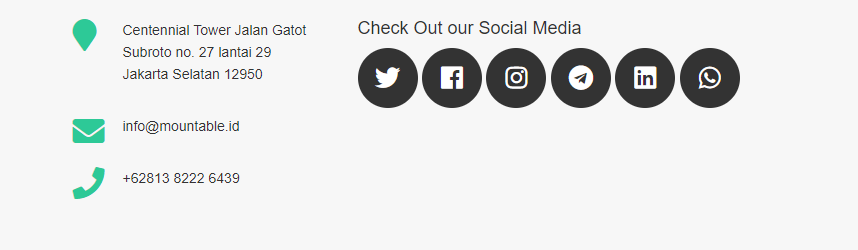 Centennial Tower Jalan Gatot
Subroto no. 27 lantai 29
Jakarta Selatan 12950
info@mountable.id
+62813 8222 6439
Check Out our Social Media